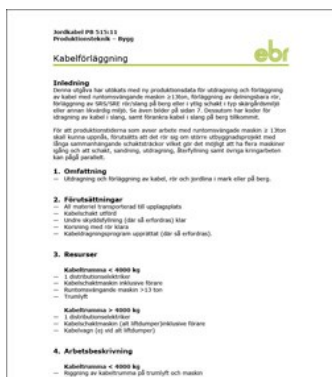 Jordkabel P8 515:11
Produktionsteknik – Bygg
ebr
Kabelförläggning
Inledning
Denna utgåva har utökats med ny produktionsdata för utdragning och förläggning
av kabel med runtomsvängande maskin ≥13ton, förläggning av delningsbara rör,
förläggning av SRS/SRE rör/slang på berg eller i ytlig schakt i typ skärgårdsmiljö
eller annan likvärdig miljö. Se även bilder på sidan 7. Dessutom har koder för
idragning av kabel i slang, samt förankra kabel i slang på berg tillkommit.
För att produktionstiderna som avser arbete med runtomsvängande maskin ≥ 13ton
skall kunna uppnås, förutsätts att det rör sig om större utbyggnadsprojekt med
långa sammanhängande schaktsträckor vilket gör det möjligt att ha flera maskiner
igång och att schakt, sandning, utdragning, återfyllning samt övriga kringarbeten
kan pågå parallellt.
1. Omfattning
— Utdragning och förläggning av kabel, rör och jordlina i mark eller på berg.
2. Förutsättningar
— All materiel transporterad till upplagsplats
— Kabelschakt utförd
— Undre skyddsfyllning (där så erfordras) klar
— Korsning med rör klara
— Kabeldragningsprogram upprättat (där så erfordras).
3. Resurser
Kabeltrumma < 4000 kg
— 1 distributionselektriker
— Kabelschaktmaskin inklusive förare
— Runtomsvängande maskin >13 ton
— Trumlyft
Kabeltrumma > 4000 kg
— 1 distributionselektriker
— Kabelschaktmaskin (alt liftdumper)inklusive förare
— Kabelvagn (ej vid alt liftdumper)
4. Arbetsbeskrivning
Kabeltrumma < 4000 kg
— Riggning av kabeltrumma på trumlyft och maskin